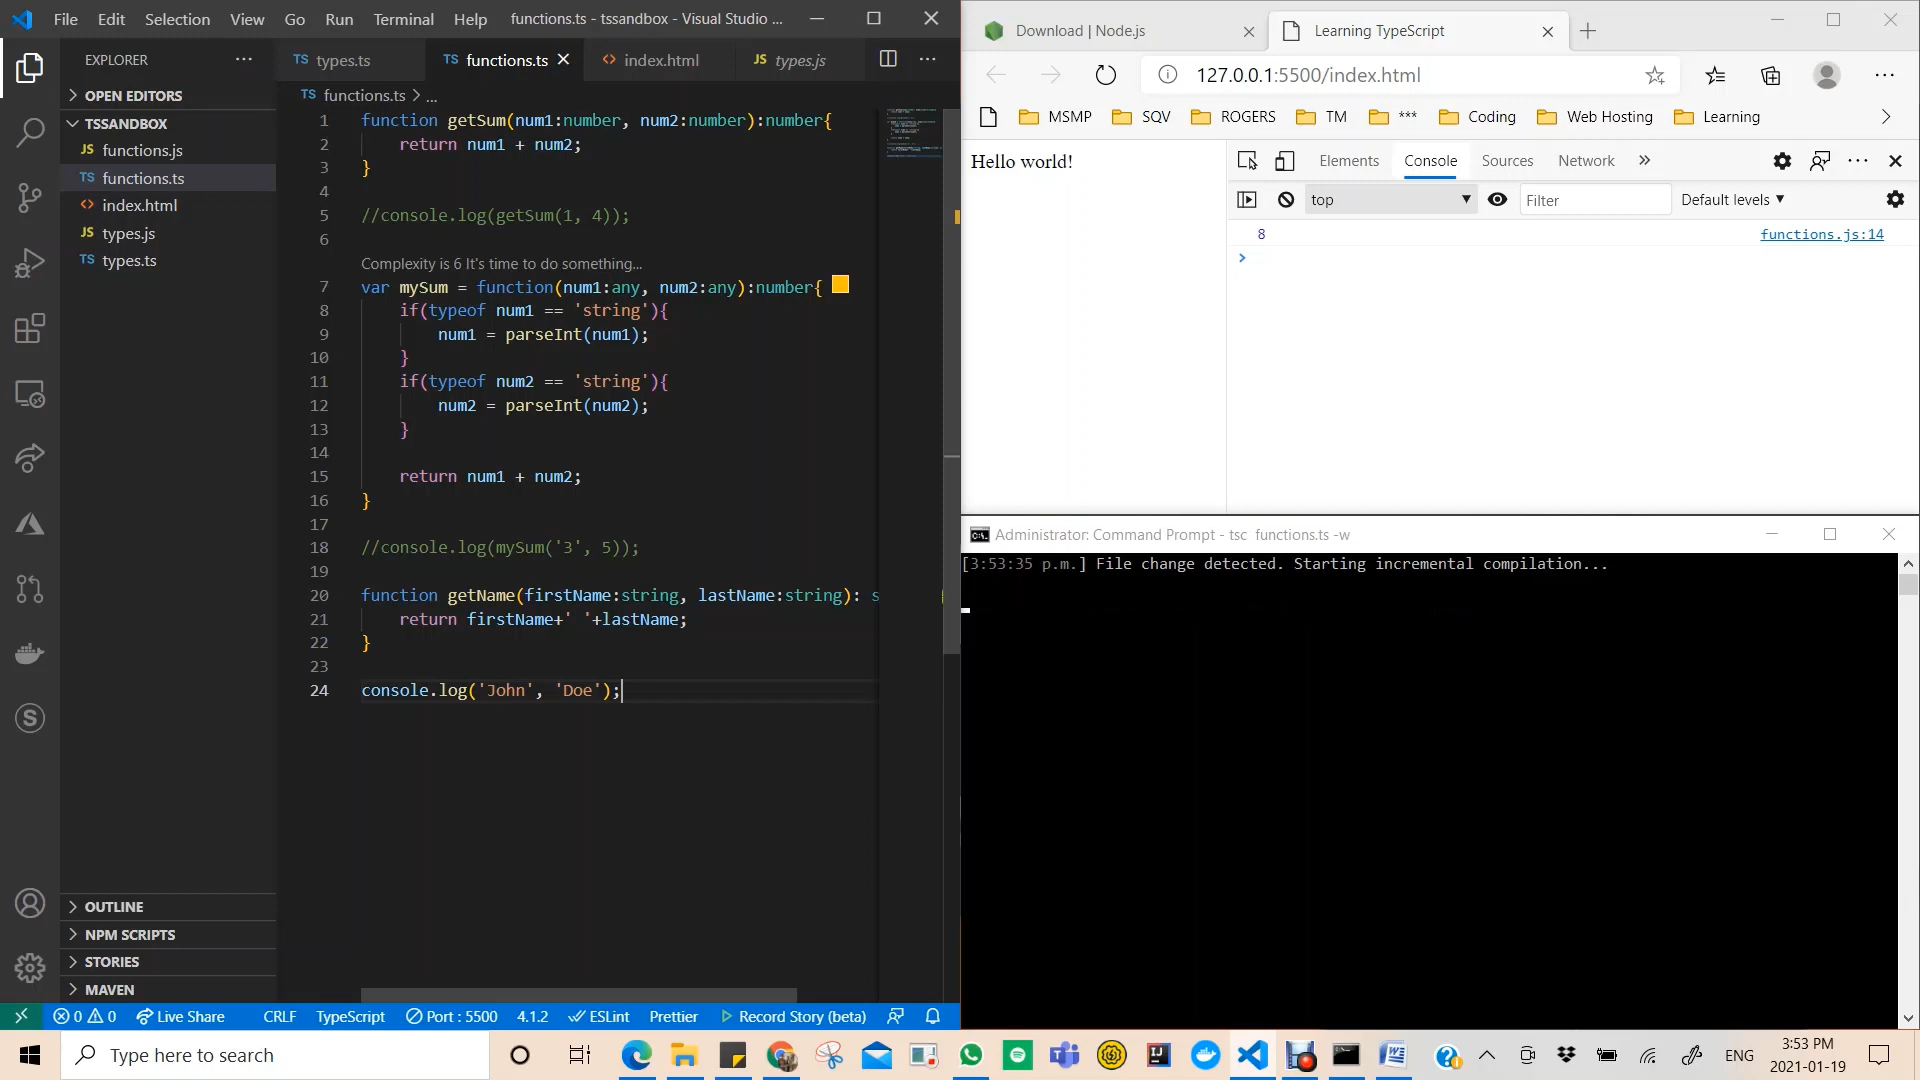 File Edit Selection View Go Run Terminal Help functions.ts - tssandbox - Visual Studio ...
EXPLORER
OPEN EDITORS
TSSANDBOX
JS functions.js
TS functions.ts
<> index.html
JS types.js
TS types.ts
OUTLINE
NPM SCRIPTS
STORIES
MAVEN
TS types.ts TS functions.ts <> index.html JS types.js
TS functions.ts > ...
1 function getSum(num1:number, num2:number):number{
2 return num1 + num2;
3 }
4
5 //console.log(getSum(1, 4));
6
Complexity is 6 It's time to do something...
7 var mySum = function(num1:any, num2:any):number{
8 if(typeof num1 == 'string'){
9 num1 = parseInt(num1);
10 }
11 if(typeof num2 == 'string'){
12 num2 = parseInt(num2);
13 }
14
15 return num1 + num2;
16 }
17
18 //console.log(mySum('3', 5));
19
20 function getName(firstName:string, lastName:string): s
21 return firstName+' '+lastName;
22 }
23
24 console.log('John', 'Doe');
0 0 Live Share CRLF TypeScript Port : 5500 4.1.2 ESLint Prettier Record Story (beta)
Download | Node.js Learning TypeScript
127.0.0.1:5500/index.html
MSMP SQV ROGERS TM *** Coding Web Hosting Learning
Hello world!
Elements Console Sources Network
top Filter Default levels
8 functions.js:14
Administrator: Command Prompt - tsc functions.ts -w
[3:53:35 p.m.] File change detected. Starting incremental compilation...
Type here to search
ENG
3:53 PM
2021-01-19